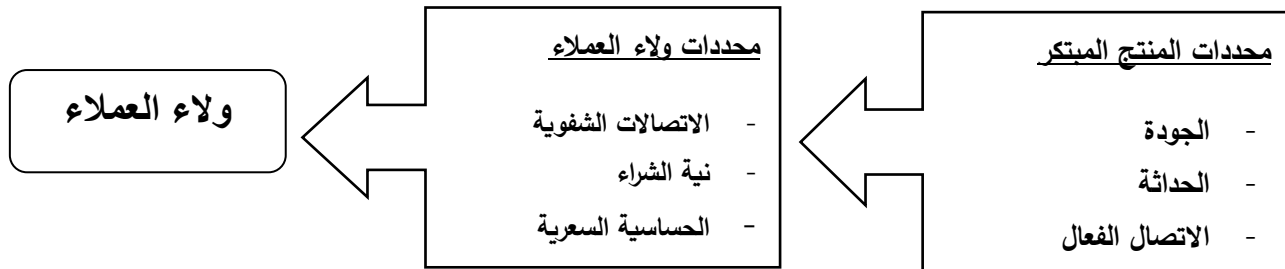 محددات المنتج المبتكر
- الجودة
- الحداثة
- الاتصال الفعال
محددات ولاء العملاء
- الاتصالات الشفوية
- نية الشراء
- الحساسية السعرية
ولاء العملاء